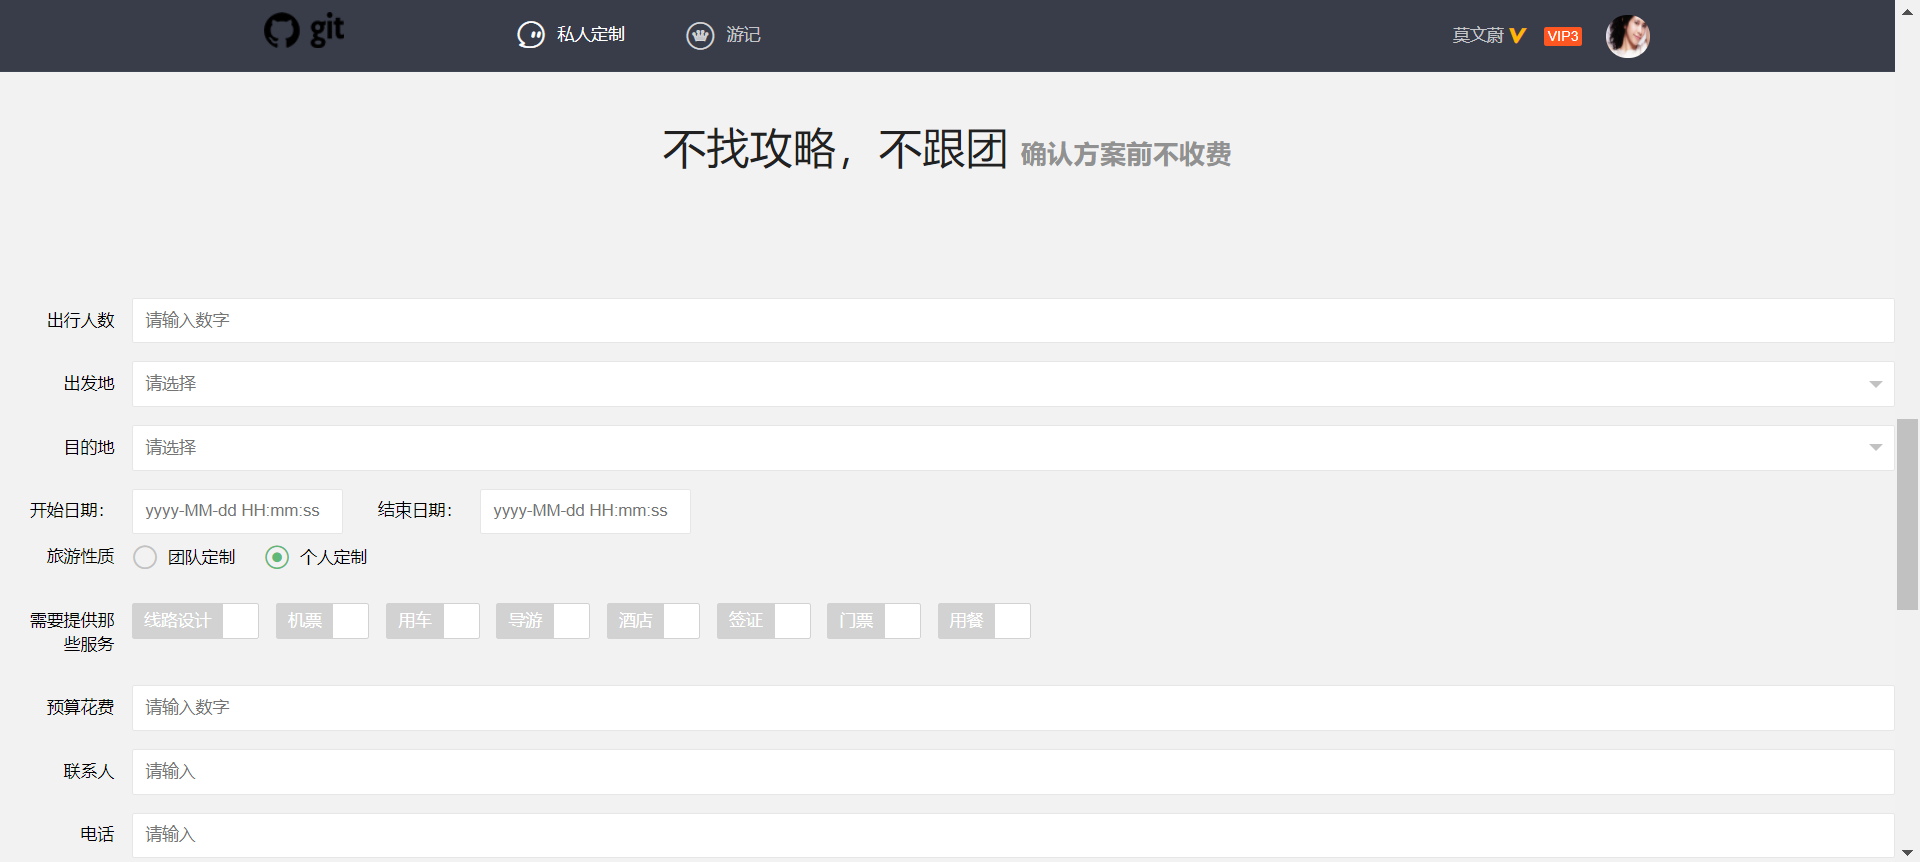 git 私人定制 游记 莫文蔚 VIP3
不找攻略，不跟团 确认方案前不收费
出行人数 请输入数字
出发地 请选择
目的地 请选择
开始日期： yyyy-MM-dd HH:mm:ss 结束日期： yyyy-MM-dd HH:mm:ss
旅游性质 团队定制 个人定制
需要提供那 线路设计 机票 用车 导游 酒店 签证 门票 用餐
些服务
预算花费 请输入数字
联系人 请输入
电话 请输入